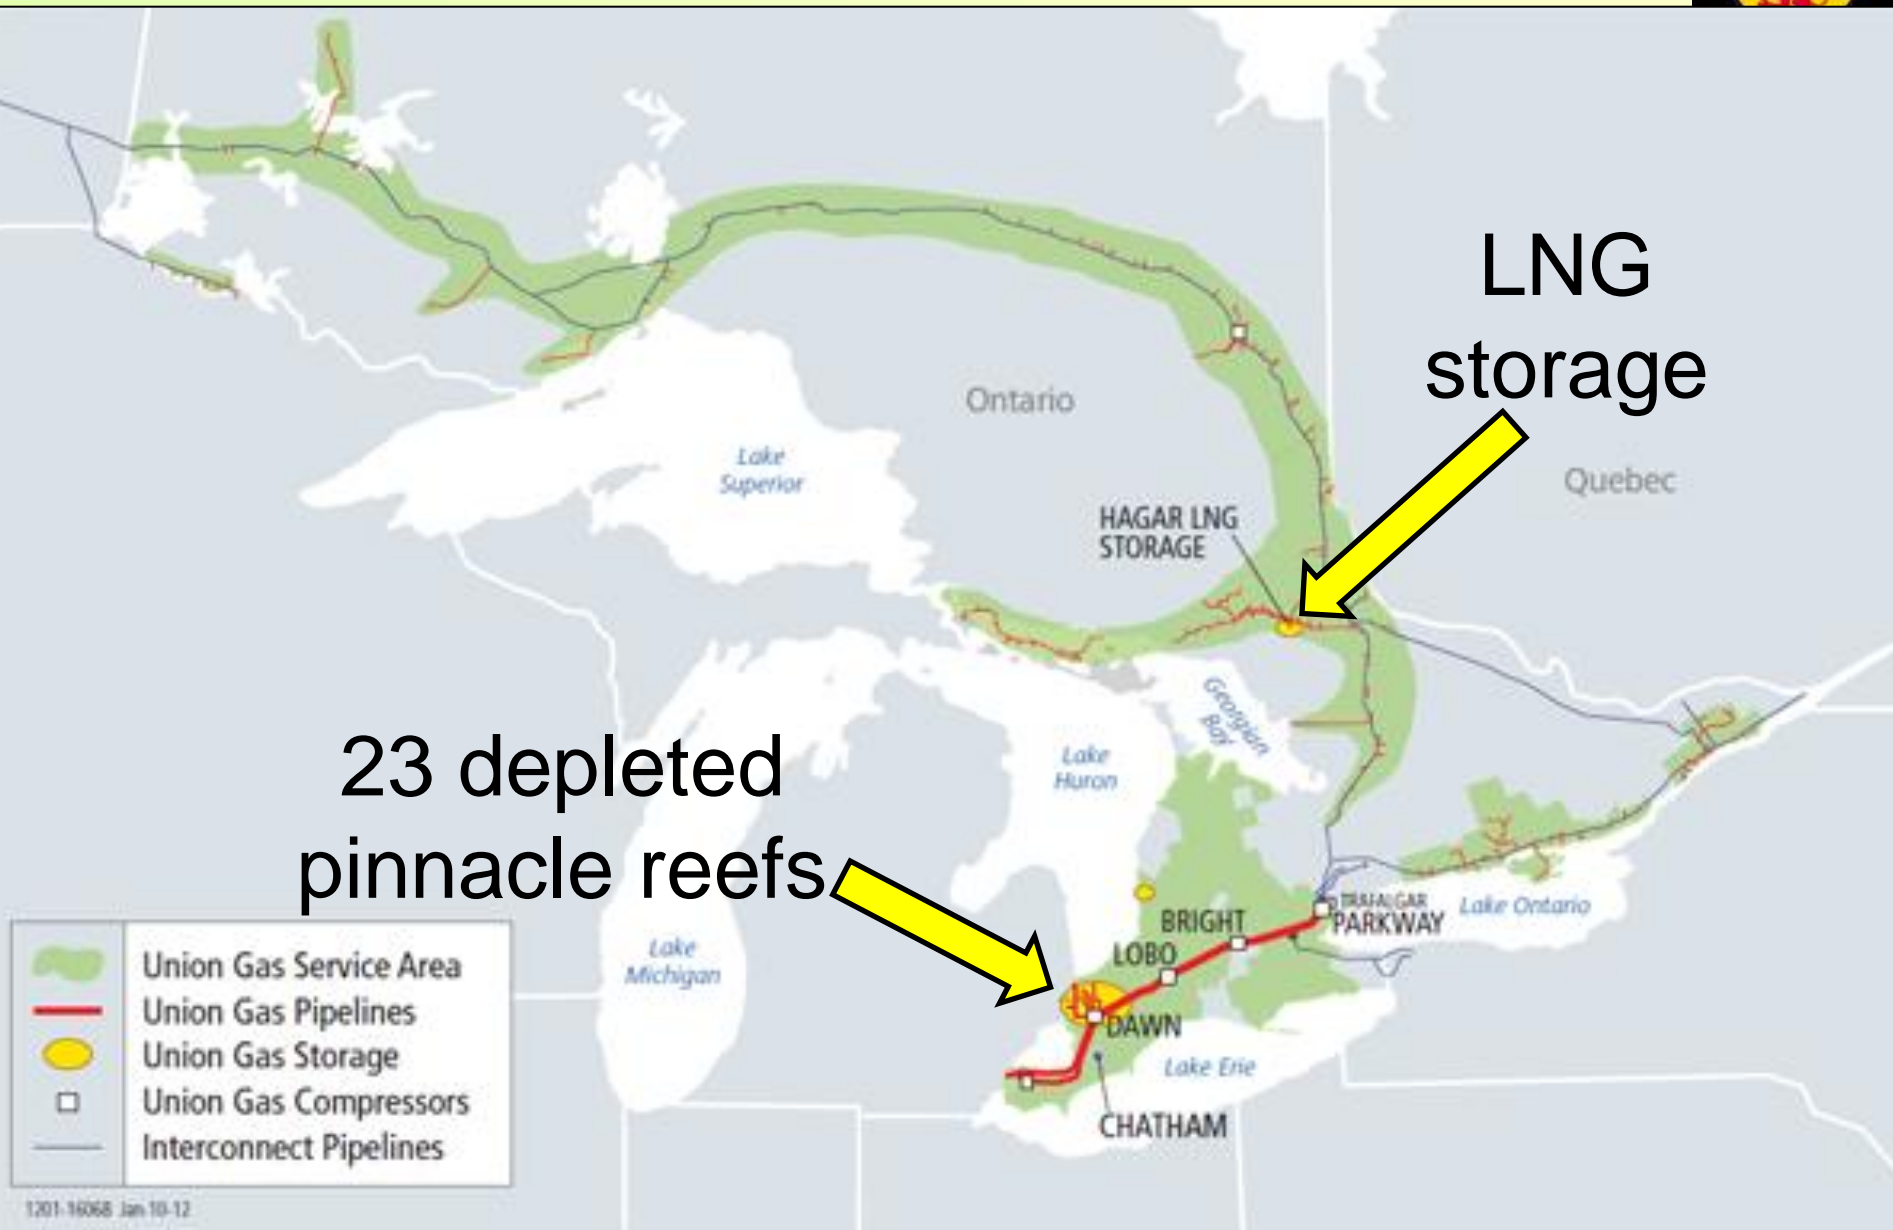 LNG
storage
Ontario
Lake
Superior
Quebec
HAGAR LNG
STORAGE
Georgian
Bay
23 depleted
pinnacle reefs
Lake
Huron
TRAFALGAR
PARKWAY
Lake Ontario
BRIGHT
LOBO
Lake
Michigan
DAWN
Lake Erie
CHATHAM
Union Gas Service Area
Union Gas Pipelines
Union Gas Storage
Union Gas Compressors
Interconnect Pipelines
1201-16068 Jan-10-12